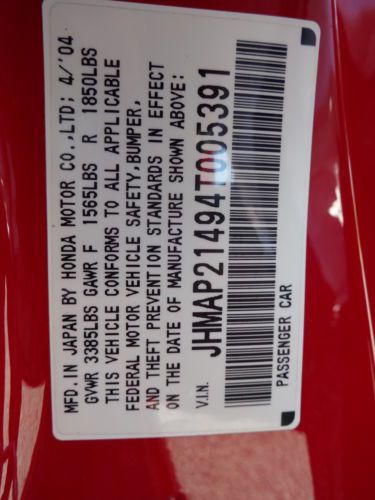 MFD. IN JAPAN BY HONDA MOTOR CO.,LTD; 4/'04
GVWR 3385LBS GAWR F 1565LBS R 1850LBS
THIS VEHICLE CONFORMS TO ALL APPLICABLE
FEDERAL MOTOR VEHICLE SAFETY, BUMPER,
AND THEFT PREVENTION STANDARDS IN EFFECT
ON THE DATE OF MANUFACTURE SHOWN ABOVE:
V.I.N. JHMAP21494T005391
PASSENGER CAR